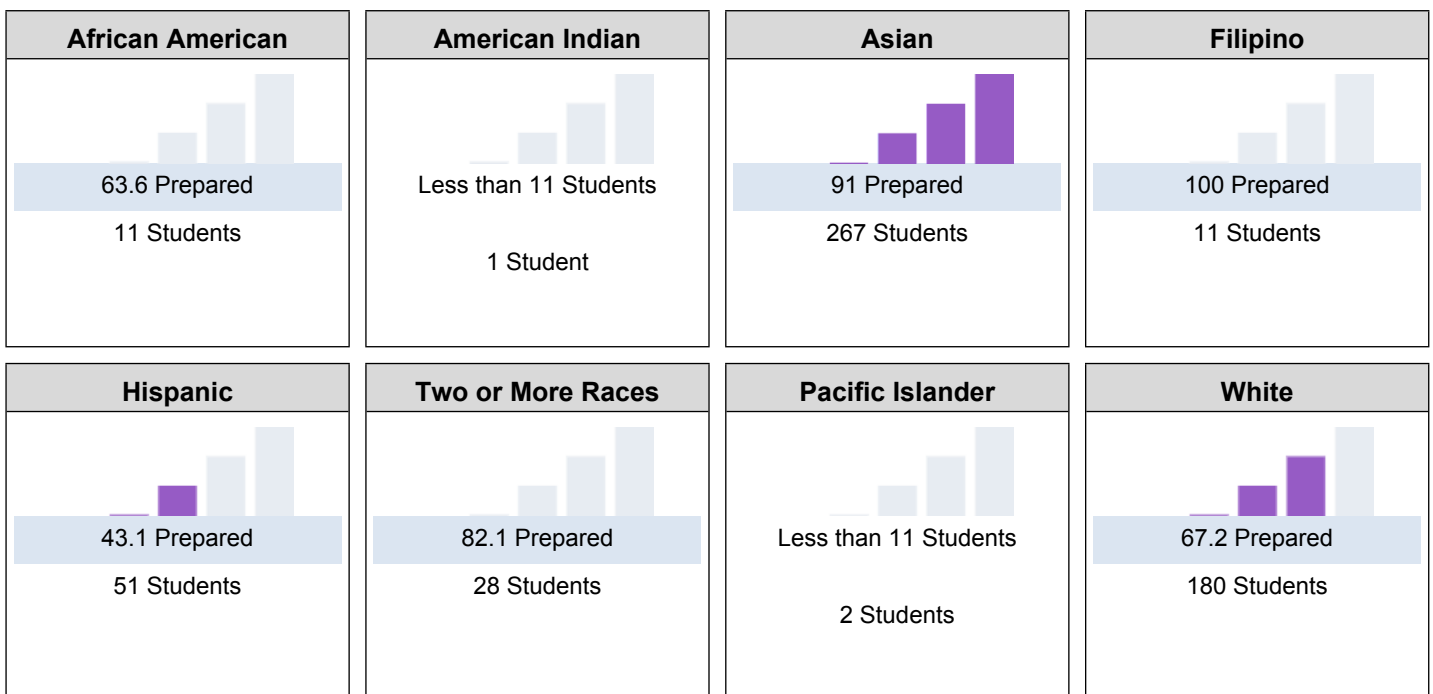 African American
63.6 Prepared
11 Students
American Indian
Less than 11 Students
1 Student
Asian
91 Prepared
267 Students
Filipino
100 Prepared
11 Students
Hispanic
43.1 Prepared
51 Students
Two or More Races
82.1 Prepared
28 Students
Pacific Islander
Less than 11 Students
2 Students
White
67.2 Prepared
180 Students